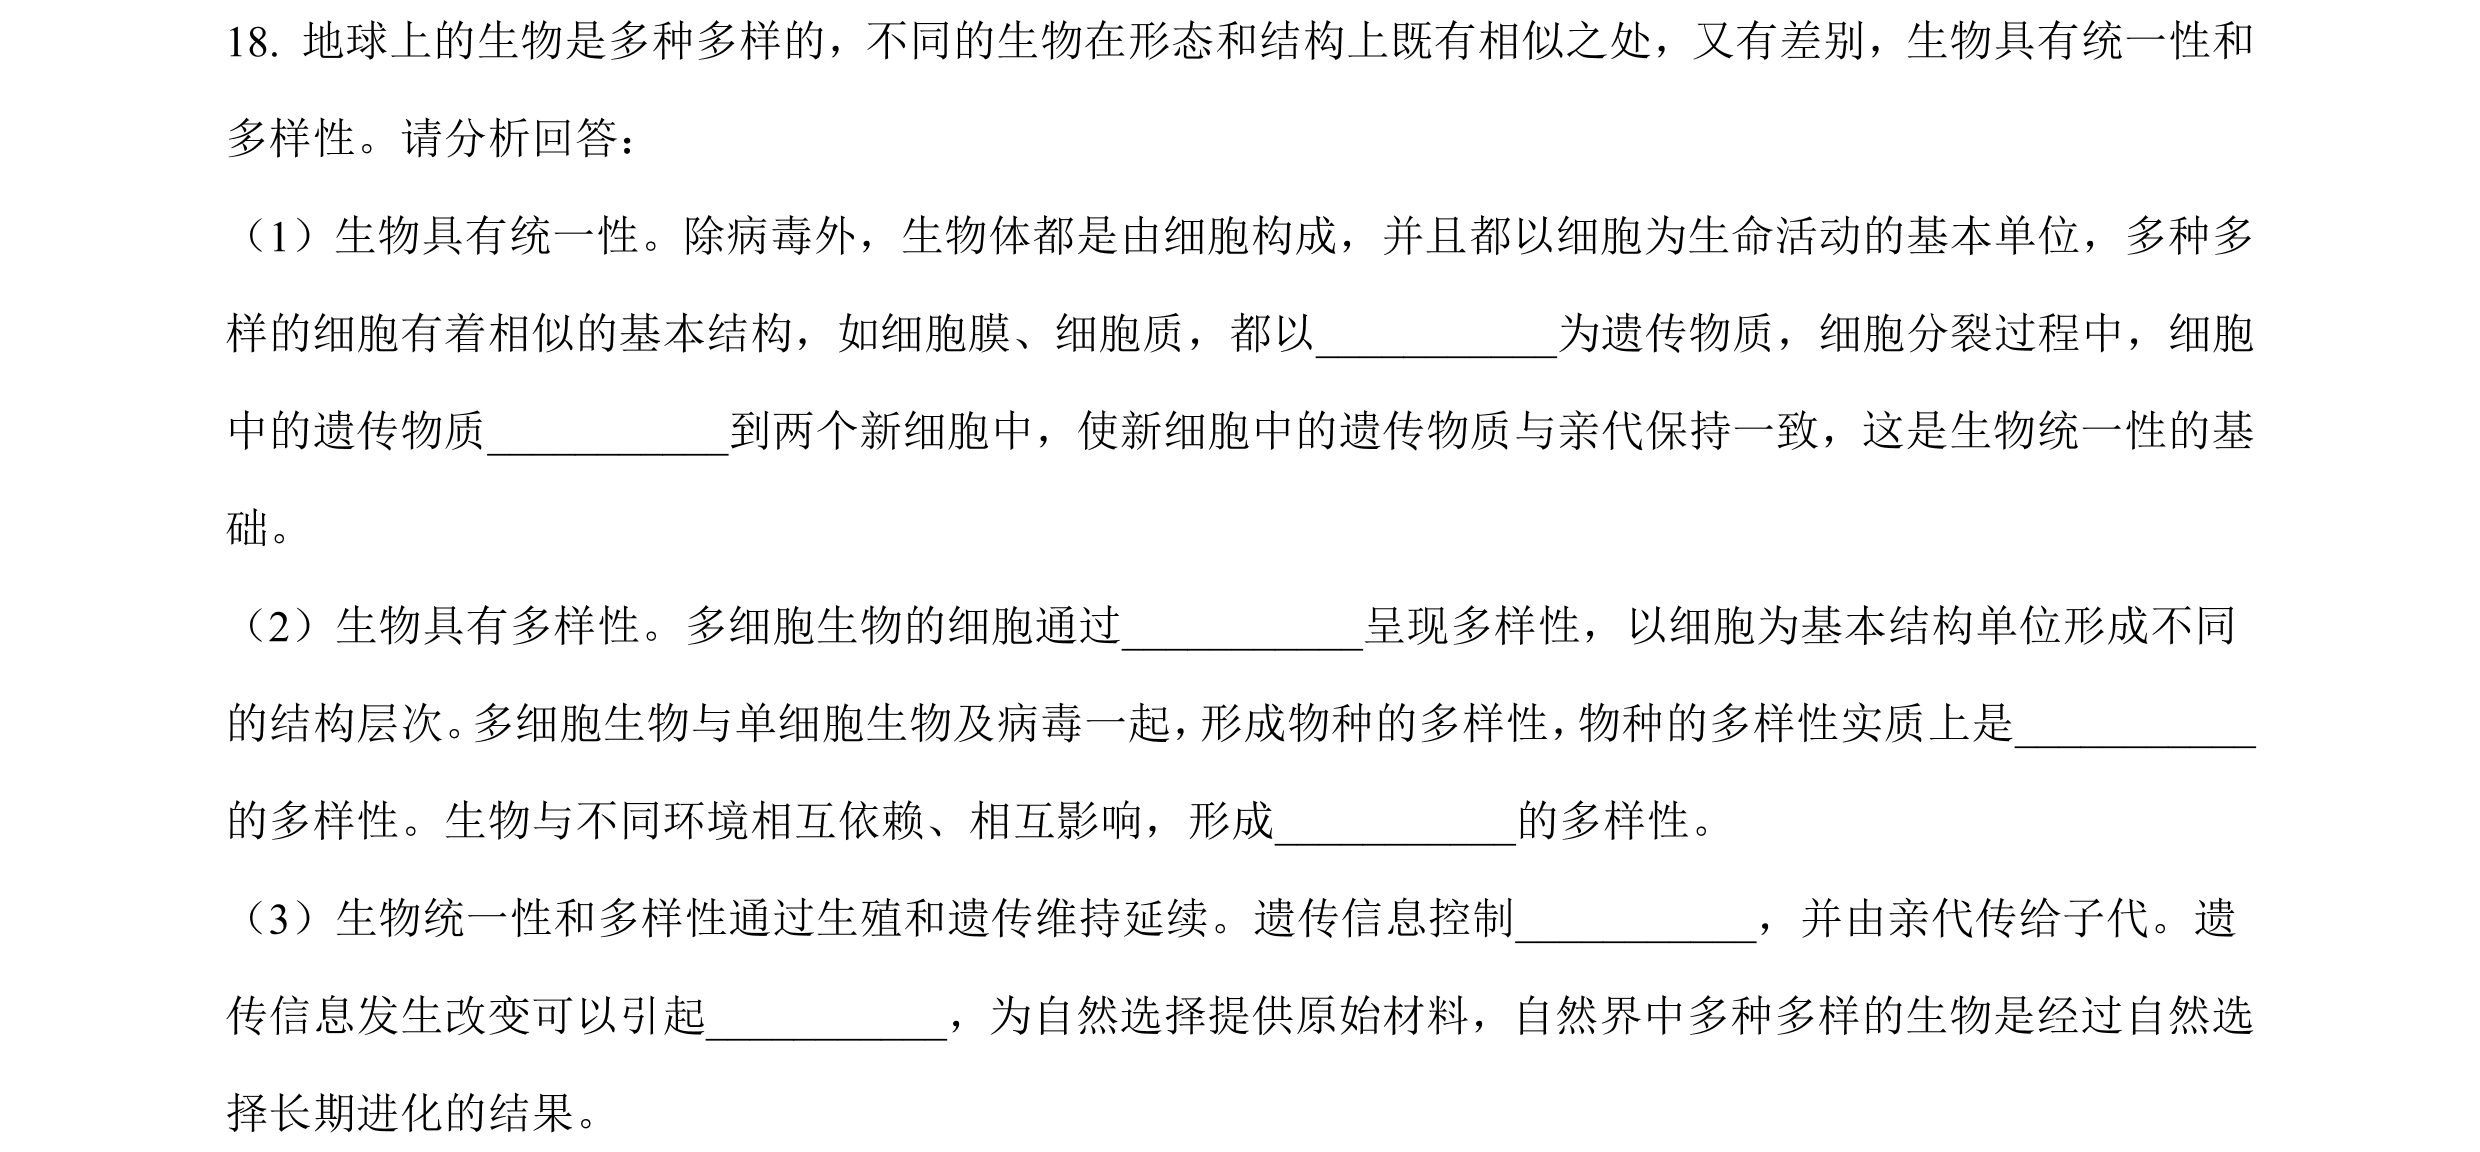 18. 地球上的生物是多种多样的，不同的生物在形态和结构上既有相似之处，又有差别，生物具有统一性和
多样性。请分析回答：
（1）生物具有统一性。除病毒外，生物体都是由细胞构成，并且都以细胞为生命活动的基本单位，多种多
样的细胞有着相似的基本结构，如细胞膜、细胞质，都以___________为遗传物质，细胞分裂过程中，细胞
中的遗传物质___________到两个新细胞中，使新细胞中的遗传物质与亲代保持一致，这是生物统一性的基
础。
（2）生物具有多样性。多细胞生物的细胞通过___________呈现多样性，以细胞为基本结构单位形成不同
的结构层次。多细胞生物与单细胞生物及病毒一起，形成物种的多样性，物种的多样性实质上是___________
的多样性。生物与不同环境相互依赖、相互影响，形成___________的多样性。
（3）生物统一性和多样性通过生殖和遗传维持延续。遗传信息控制___________，并由亲代传给子代。遗
传信息发生改变可以引起___________，为自然选择提供原始材料，自然界中多种多样的生物是经过自然选
择长期进化的结果。